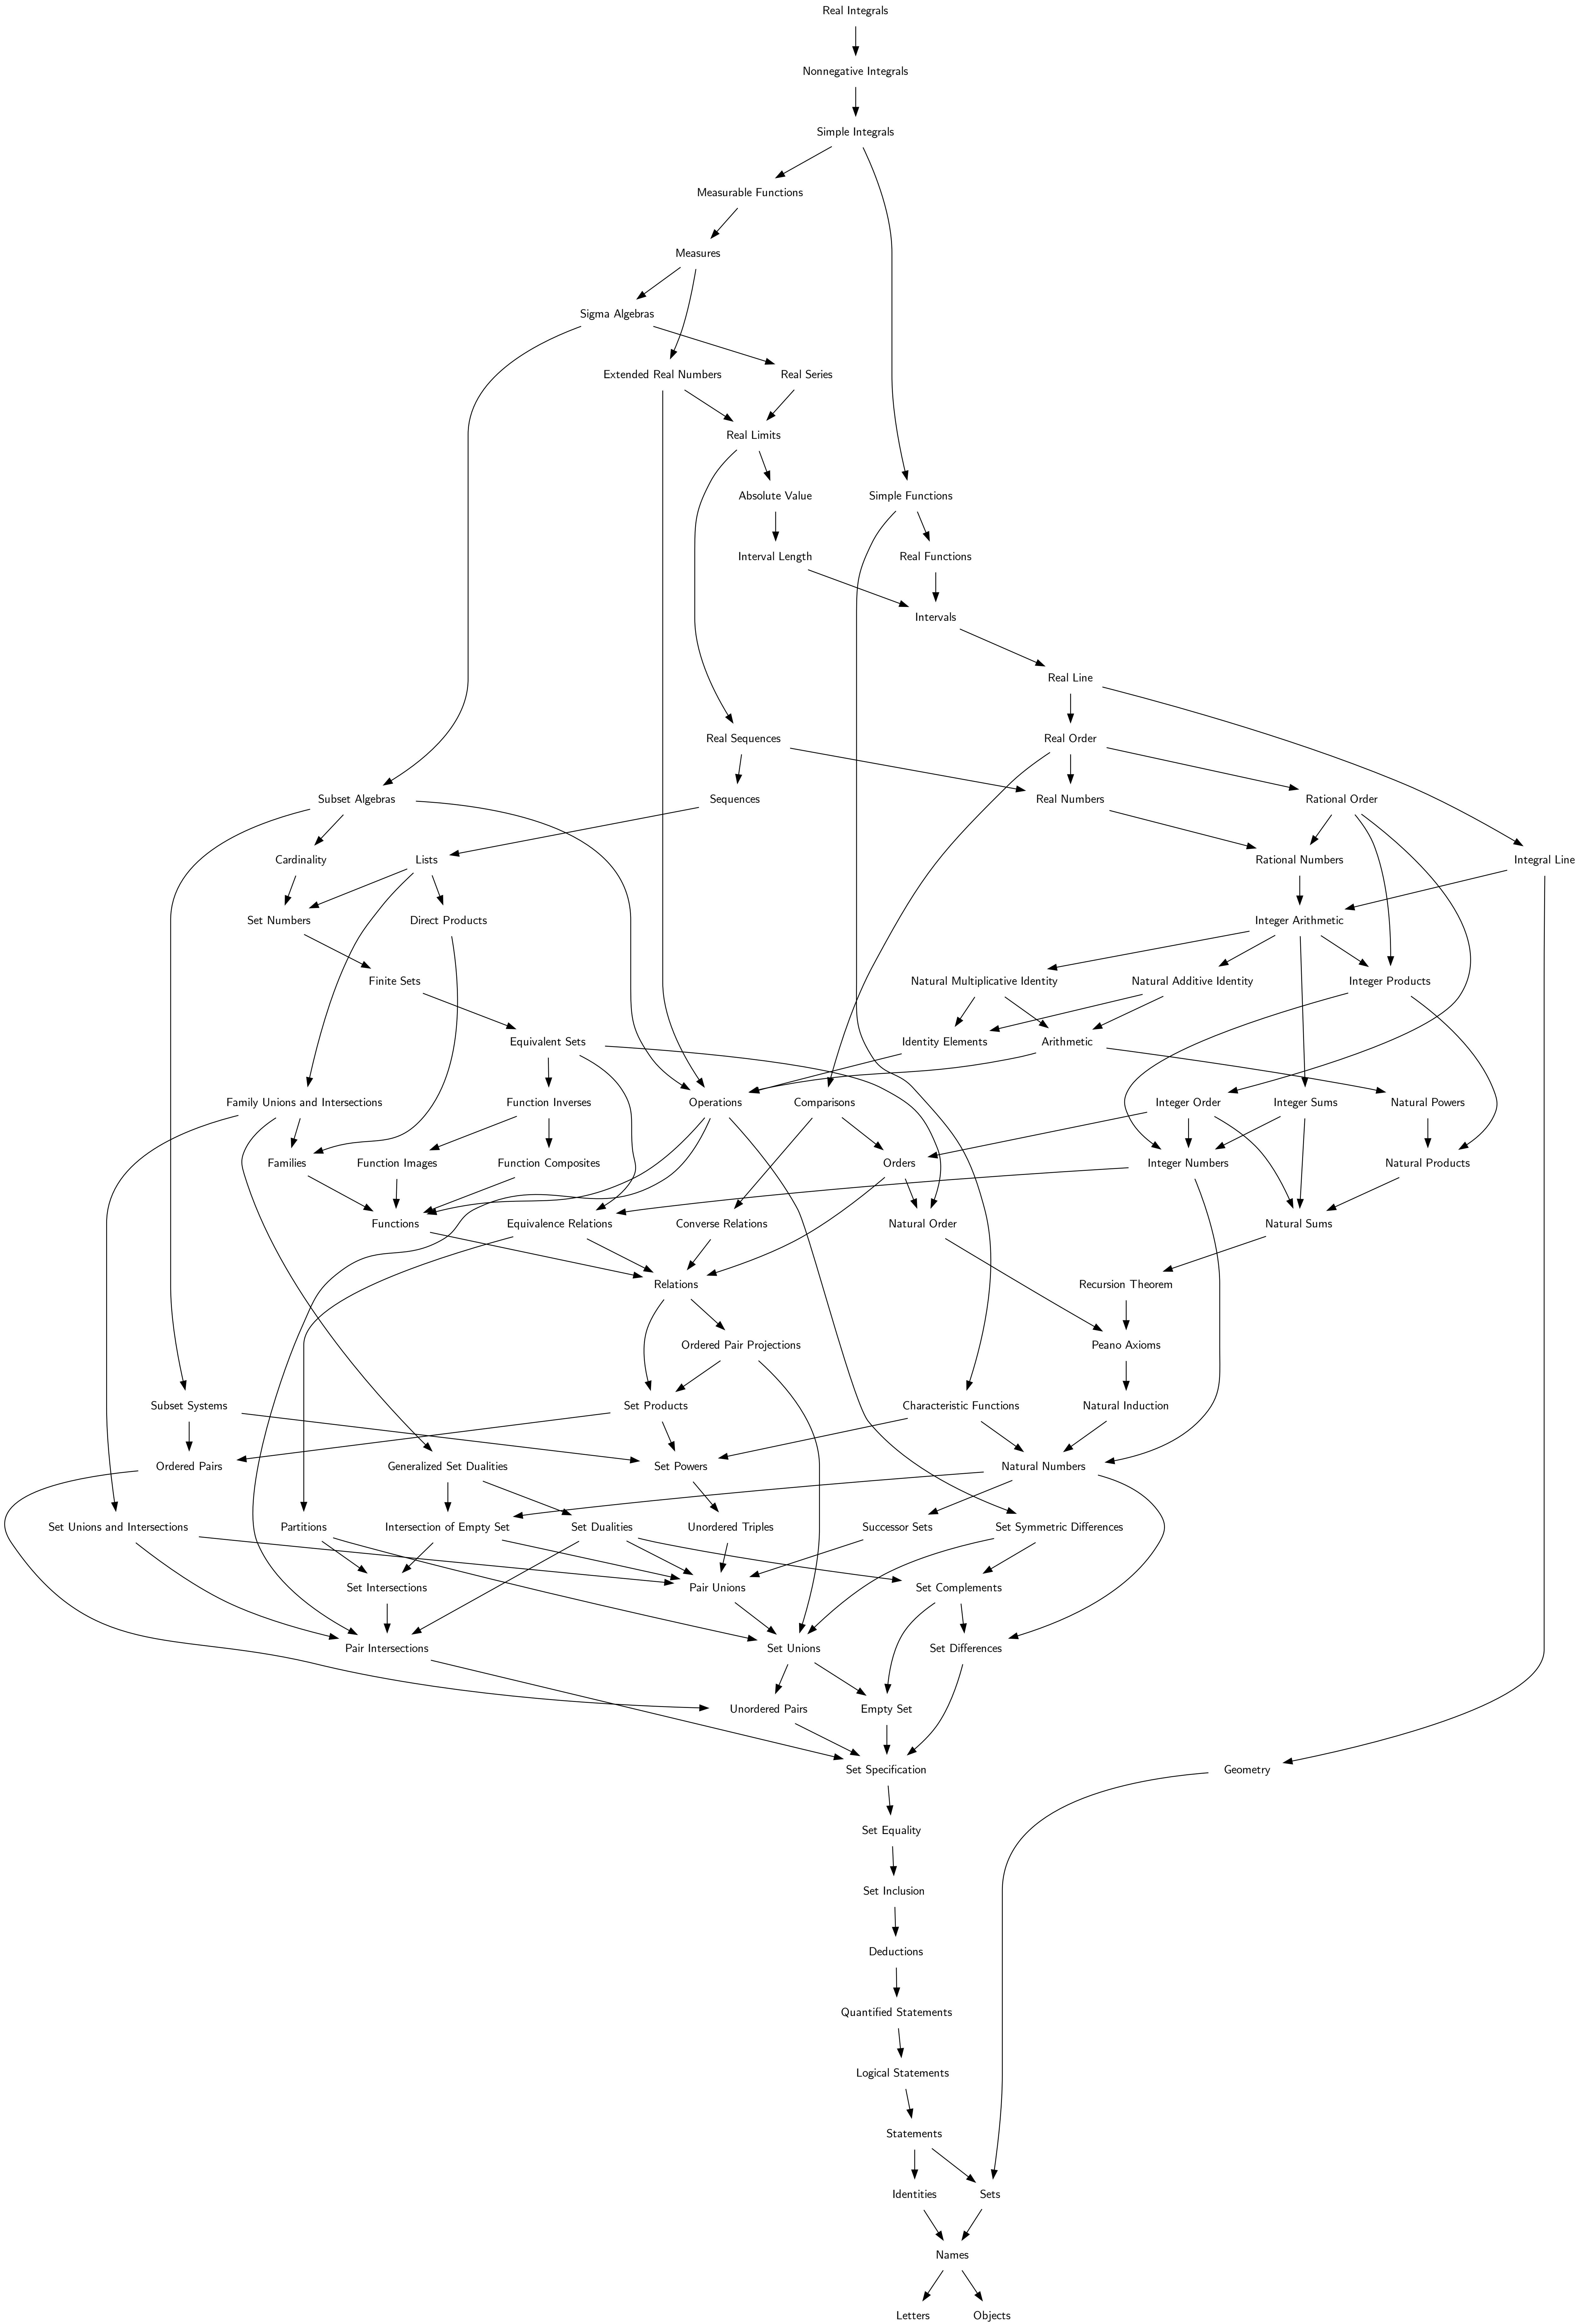 Real Integrals
Nonnegative Integrals
Simple Integrals
Measurable Functions
Measures
Sigma Algebras
Extended Real Numbers
Real Series
Real Limits
Absolute Value
Simple Functions
Interval Length
Real Functions
Intervals
Real Line
Real Sequences
Real Order
Subset Algebras
Sequences
Real Numbers
Rational Order
Cardinality
Lists
Rational Numbers
Integral Line
Set Numbers
Direct Products
Integer Arithmetic
Finite Sets
Natural Multiplicative Identity
Natural Additive Identity
Integer Products
Equivalent Sets
Identity Elements
Arithmetic
Family Unions and Intersections
Function Inverses
Operations
Comparisons
Integer Order
Integer Sums
Natural Powers
Families
Function Images
Function Composites
Orders
Integer Numbers
Natural Products
Functions
Equivalence Relations
Converse Relations
Natural Order
Natural Sums
Relations
Recursion Theorem
Ordered Pair Projections
Peano Axioms
Subset Systems
Set Products
Characteristic Functions
Natural Induction
Ordered Pairs
Generalized Set Dualities
Set Powers
Natural Numbers
Set Unions and Intersections
Partitions
Intersection of Empty Set
Set Dualities
Unordered Triples
Successor Sets
Set Symmetric Differences
Set Intersections
Pair Unions
Set Complements
Pair Intersections
Set Unions
Set Differences
Unordered Pairs
Empty Set
Set Specification
Geometry
Set Equality
Set Inclusion
Deductions
Quantified Statements
Logical Statements
Statements
Identities
Sets
Names
Letters
Objects